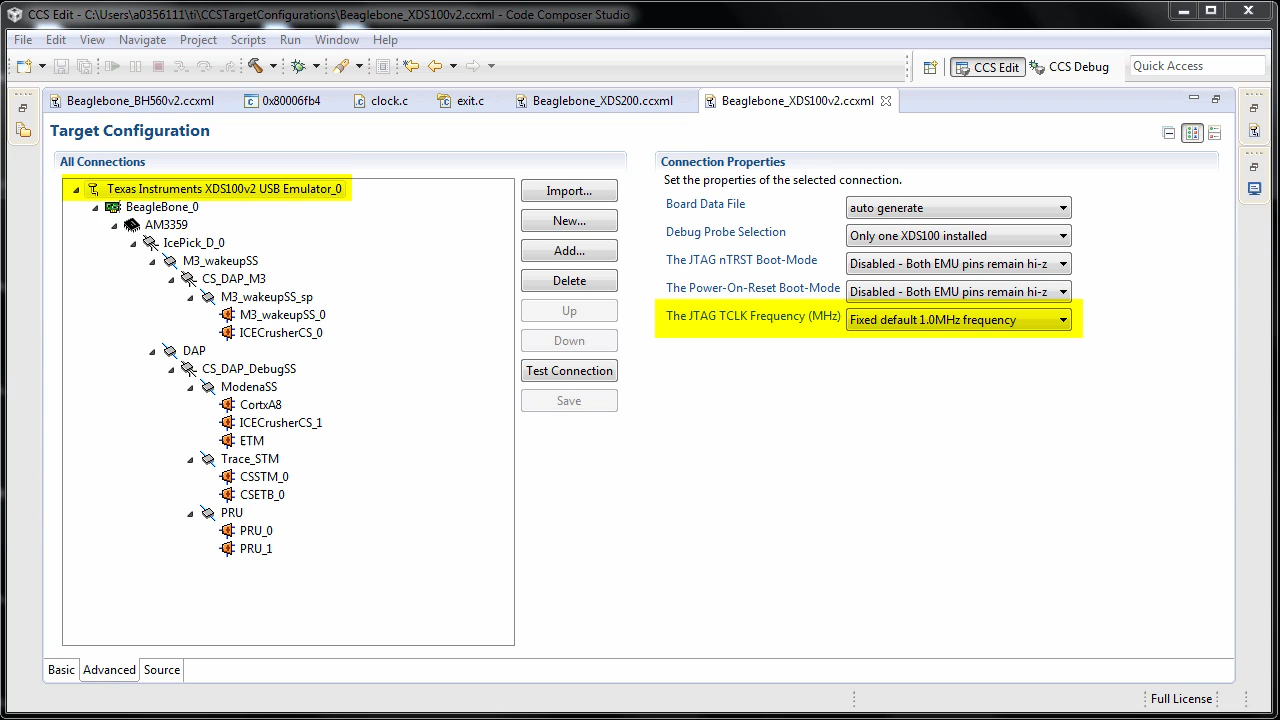 CCS Edit - C:\Users\a0356111\ti\CCSTargetConfigurations\Beaglebone_XDS100v2.ccxml - Code Composer Studio
File Edit View Navigate Project Scripts Run Window Help
CCS Edit CCS Debug Quick Access
Beaglebone_BH560v2.ccxml 0x80006fb4 clock.c exit.c Beaglebone_XDS200.ccxml Beaglebone_XDS100v2.ccxml
Target Configuration
All Connections
Texas Instruments XDS100v2 USB Emulator_0
BeagleBone_0
AM3359
IcePick_D_0
M3_wakeupSS
CS_DAP_M3
M3_wakeupSS_sp
M3_wakeupSS_0
ICECrusherCS_0
DAP
CS_DAP_DebugSS
ModenaSS
CortxA8
ICECrusherCS_1
ETM
Trace_STM
CSSTM_0
CSETB_0
PRU
PRU_0
PRU_1
Import...
New...
Add...
Delete
Up
Down
Test Connection
Save
Connection Properties
Set the properties of the selected connection.
Board Data File auto generate
Debug Probe Selection Only one XDS100 installed
The JTAG nTRST Boot-Mode Disabled - Both EMU pins remain hi-z
The Power-On-Reset Boot-Mode Disabled - Both EMU pins remain hi-z
The JTAG TCLK Frequency (MHz) Fixed default 1.0MHz frequency
Basic Advanced Source
Full License